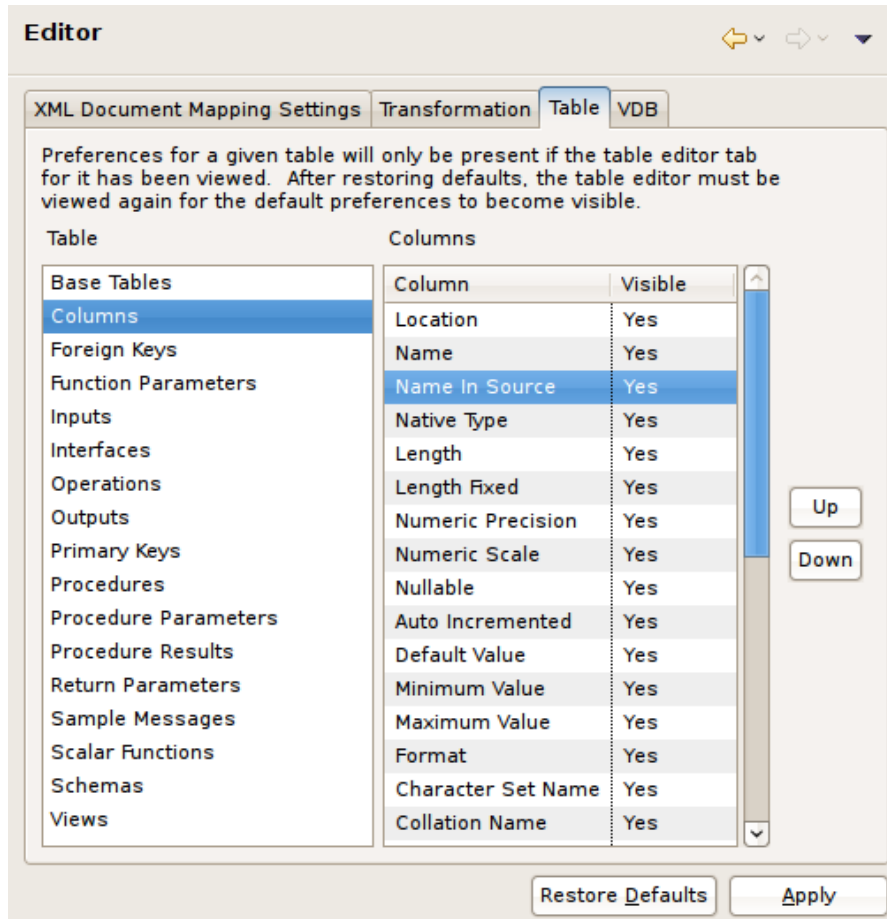 Editor
XML Document Mapping Settings Transformation Table VDB
Preferences for a given table will only be present if the table editor tab
for it has been viewed. After restoring defaults, the table editor must be
viewed again for the default preferences to become visible.
Table
Base Tables
Columns
Foreign Keys
Function Parameters
Inputs
Interfaces
Operations
Outputs
Primary Keys
Procedures
Procedure Parameters
Procedure Results
Return Parameters
Sample Messages
Scalar Functions
Schemas
Views
Columns
Column Visible
Location Yes
Name Yes
Name In Source Yes
Native Type Yes
Length Yes
Length Fixed Yes
Numeric Precision Yes
Numeric Scale Yes
Nullable Yes
Auto Incremented Yes
Default Value Yes
Minimum Value Yes
Maximum Value Yes
Format Yes
Character Set Name Yes
Collation Name Yes
Up
Down
Restore Defaults
Apply